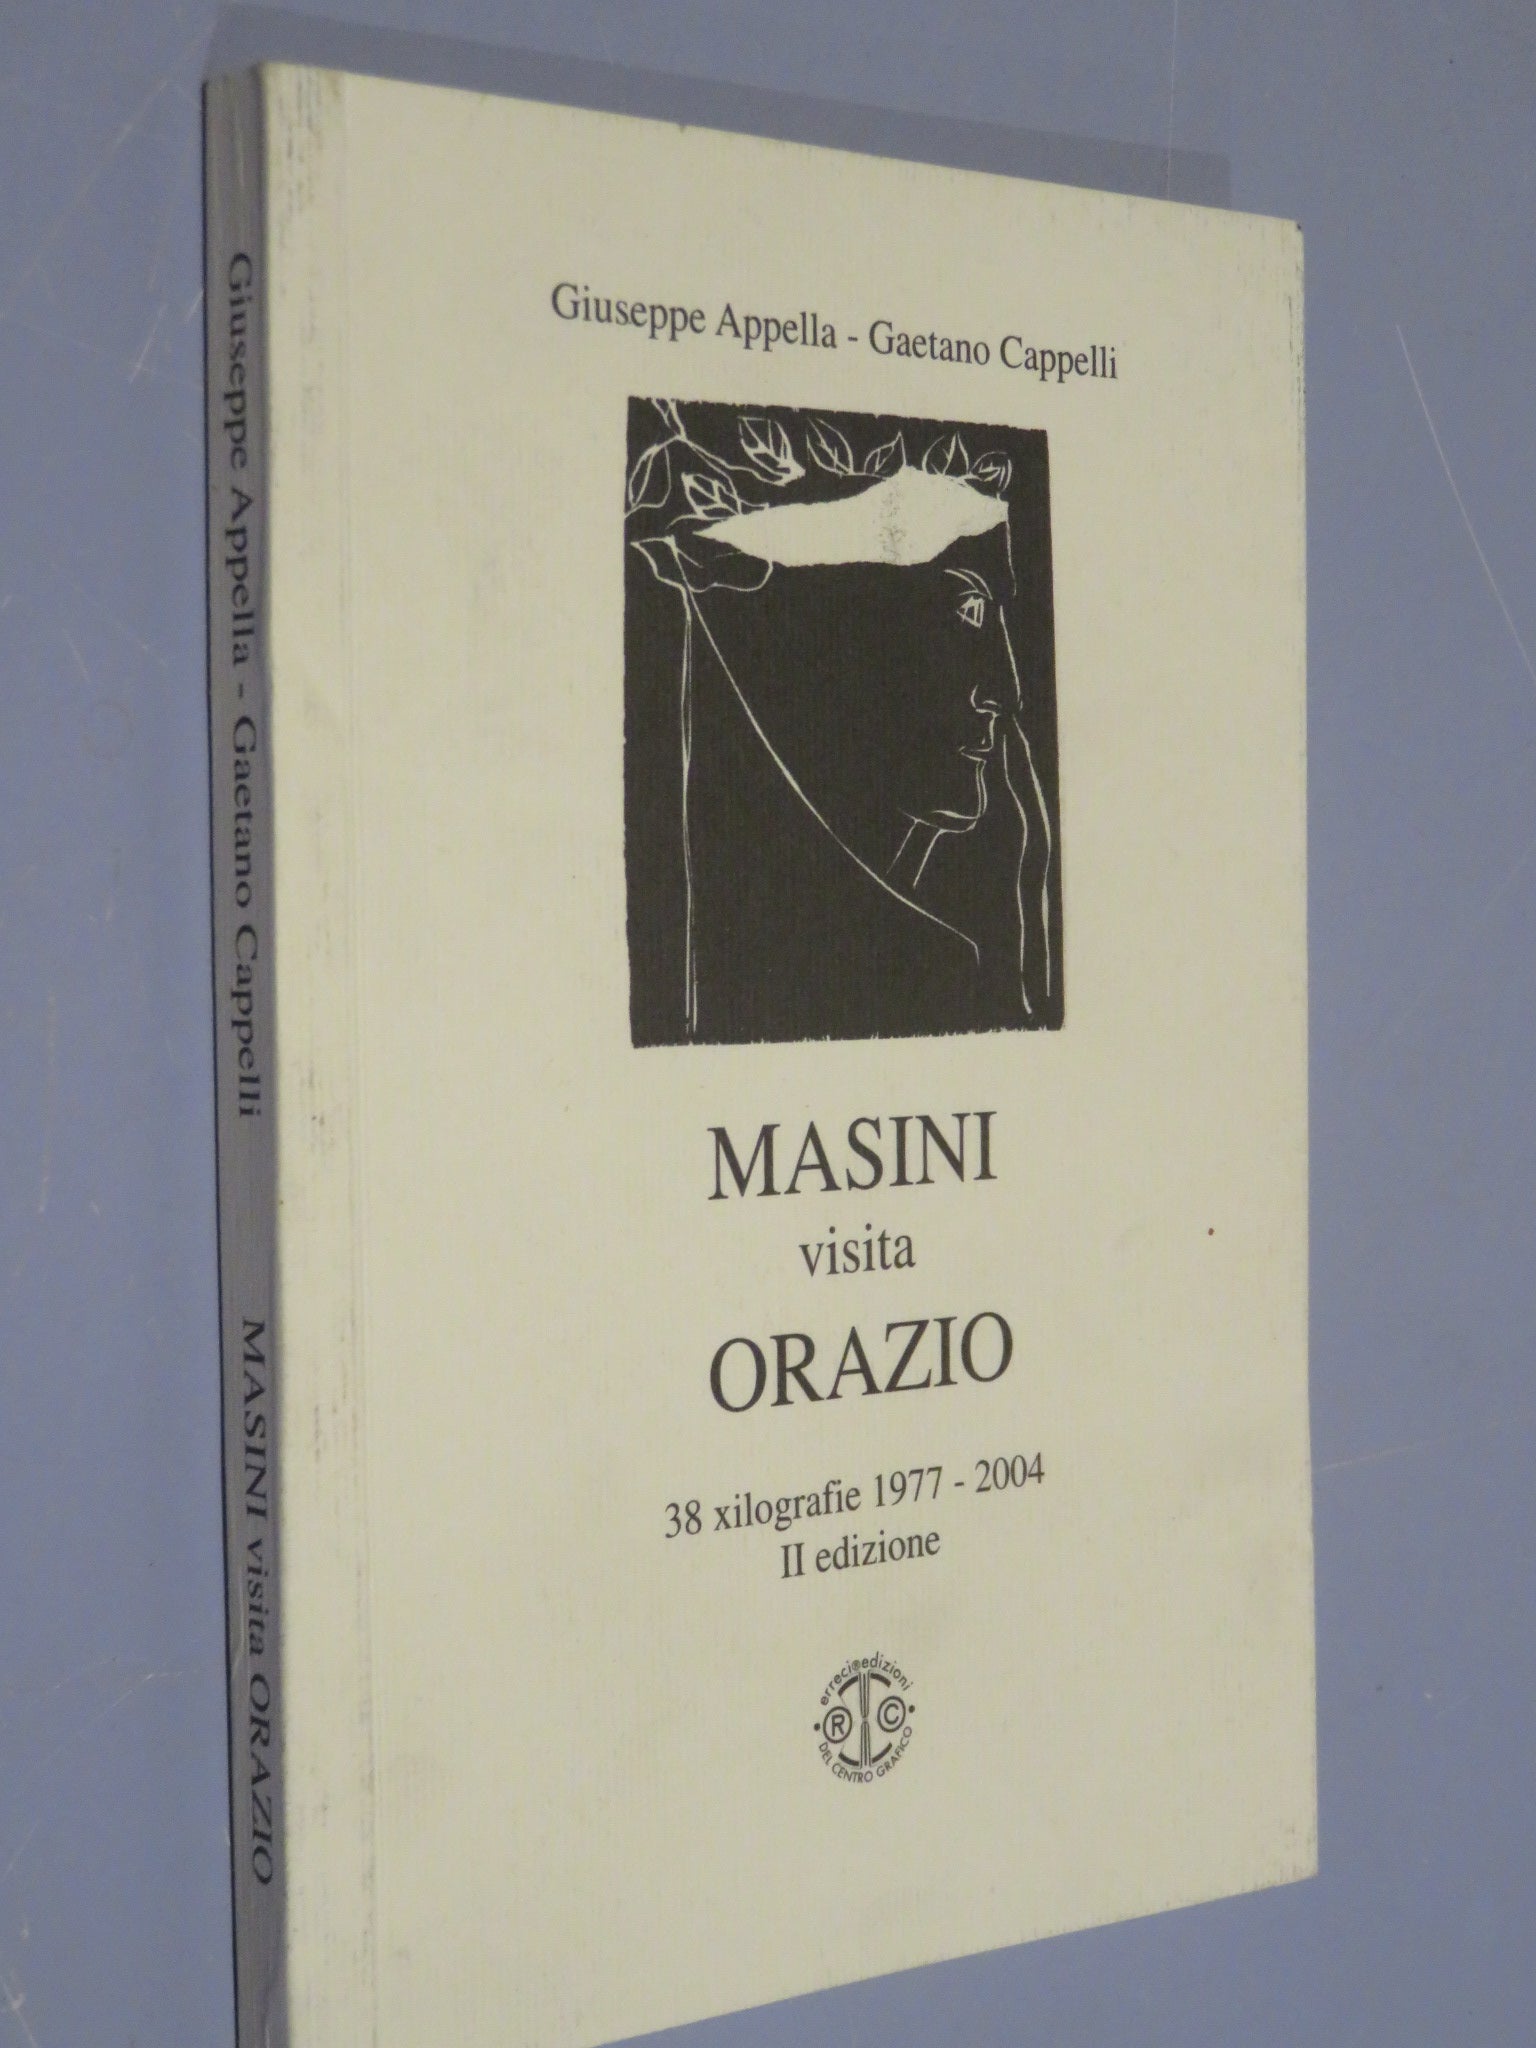 Giuseppe Appella - Gaetano Cappelli
MASINI
visita
ORAZIO
38 xilografie 1977 - 2004
II edizione
erreci edizioni
R C
DEL CENTRO GRAFICO
Giuseppe Appella - Gaetano Cappelli MASINI visita ORAZIO